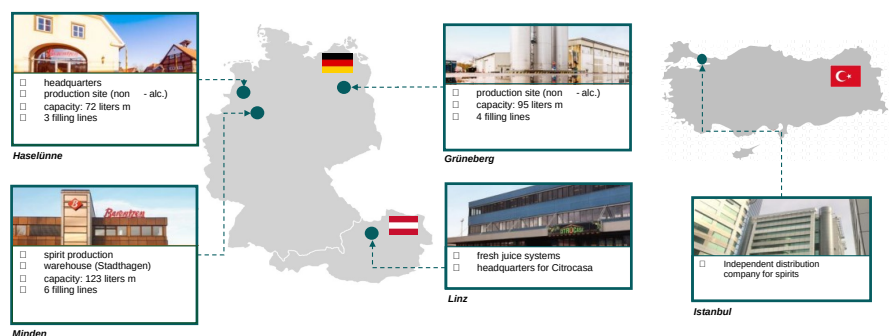 headquarters
production site (non - alc.)
capacity: 72 liters m
3 filling lines
Haselünne
production site (non - alc.)
capacity: 95 liters m
4 filling lines
Grüneberg
Berentzen
spirit production
warehouse (Stadthagen)
capacity: 123 liters m
6 filling lines
Minden
fresh juice systems
headquarters for Citrocasa
Linz
Independent distribution
company for spirits
Istanbul